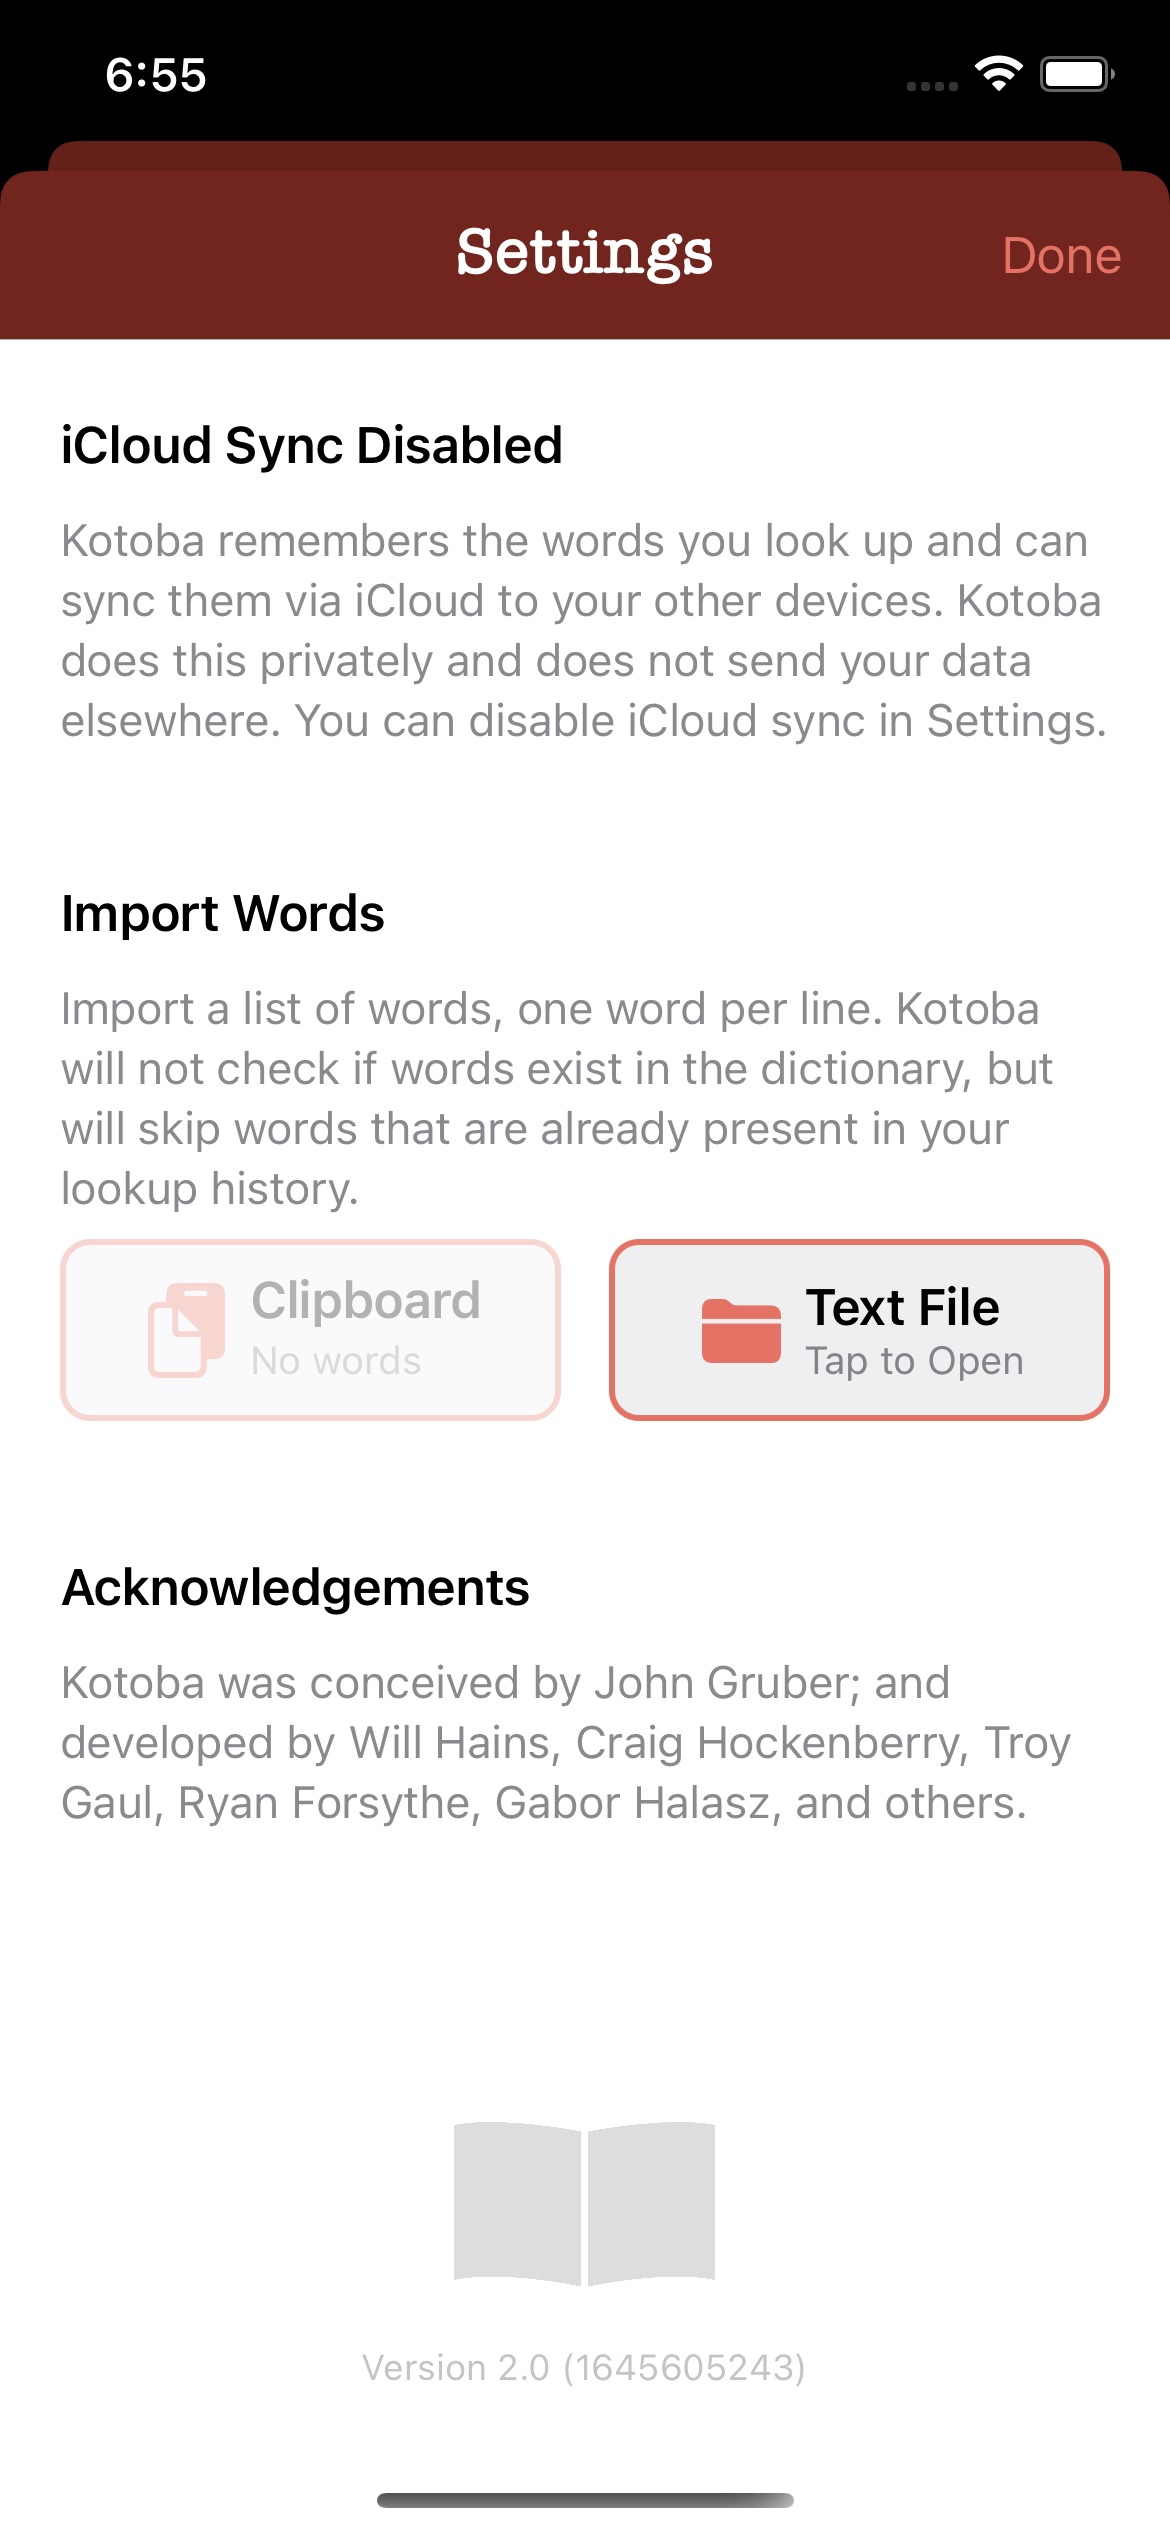 6:55
Settings
Done
iCloud Sync Disabled
Kotoba remembers the words you look up and can
sync them via iCloud to your other devices. Kotoba
does this privately and does not send your data
elsewhere. You can disable iCloud sync in Settings.
Import Words
Import a list of words, one word per line. Kotoba
will not check if words exist in the dictionary, but
will skip words that are already present in your
lookup history.
Clipboard
No words
Text File
Tap to Open
Acknowledgements
Kotoba was conceived by John Gruber; and
developed by Will Hains, Craig Hockenberry, Troy
Gaul, Ryan Forsythe, Gabor Halasz, and others.
Version 2.0 (1645605243)